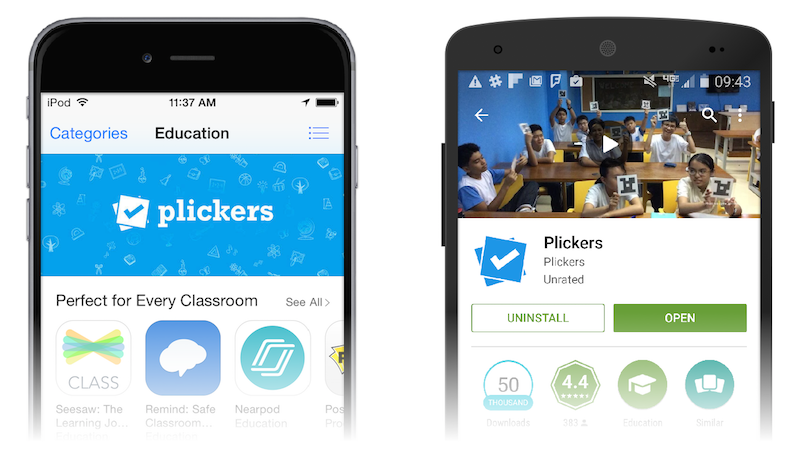 iPod 11:37 AM
Categories Education
plickers
Perfect for Every Classroom See All >
CLASS
Seesaw: The Learning Jo...
Education
Remind: Safe Classroom...
Education
Nearpod
Education
Pos
Pro
4G
09:43
Plickers
Plickers
Unrated
UNINSTALL OPEN
50
THOUSAND
Downloads
4.4
383
Education
Similar